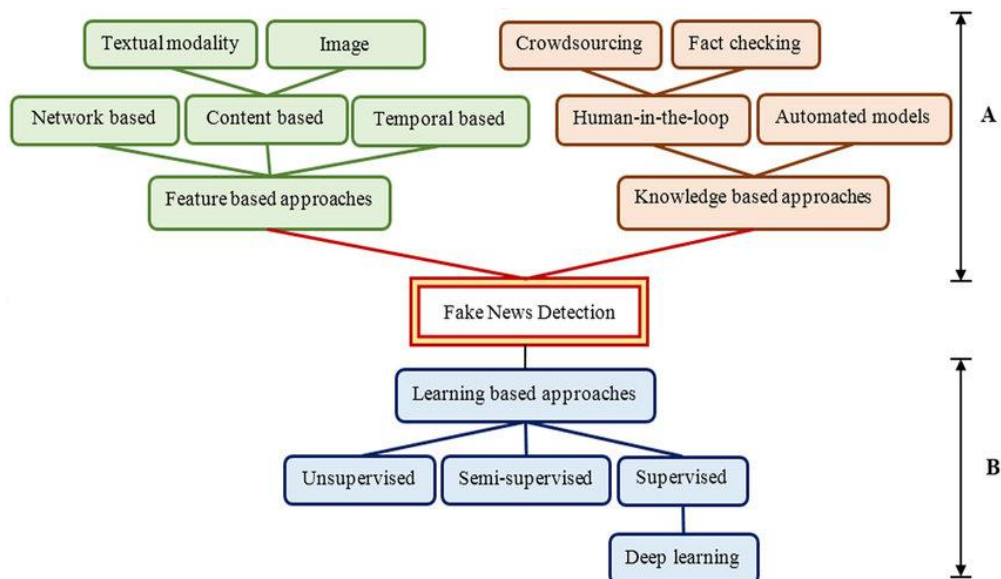 Textual modality
Image
Crowdsourcing
Fact checking
Network based
Content based
Temporal based
Human-in-the-loop
Automated models
A
Feature based approaches
Knowledge based approaches
Fake News Detection
Learning based approaches
Unsupervised
Semi-supervised
Supervised
B
Deep learning